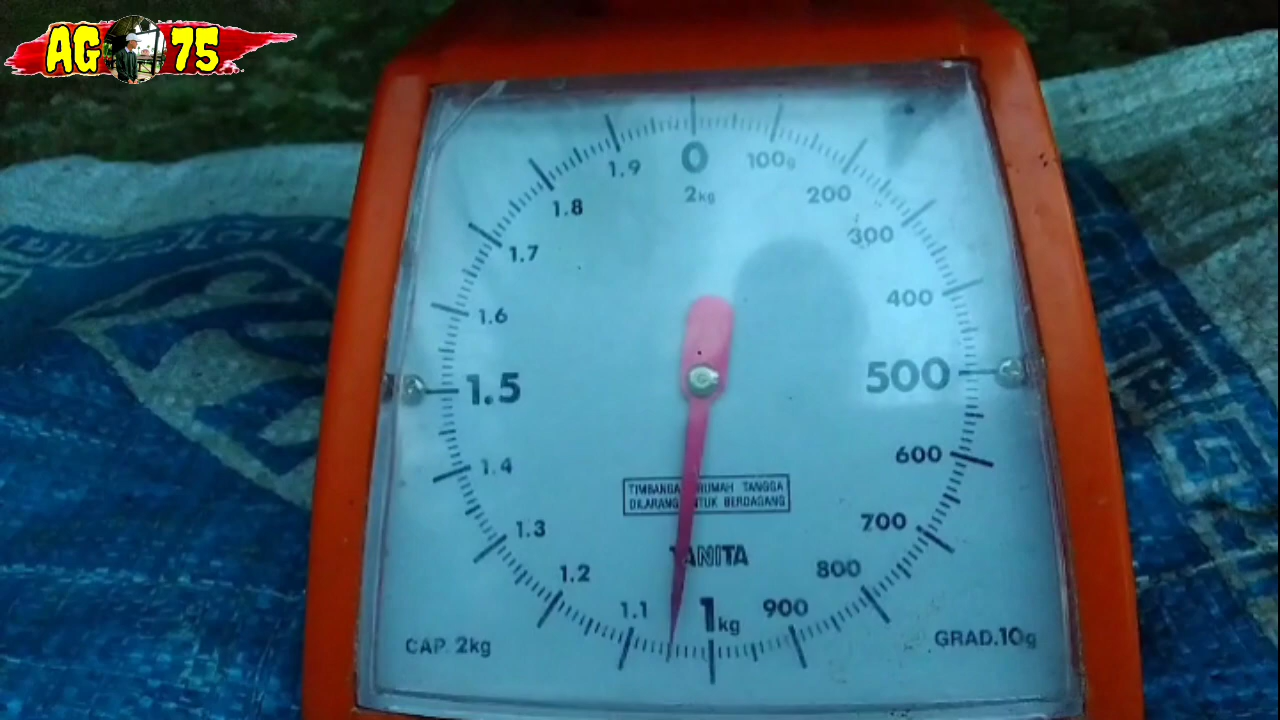 AG 75
0
2kg
100g
200
300
400
500
600
700
800
900
1kg
1.1
1.2
1.3
1.4
1.5
1.6
1.7
1.8
1.9
TIMBANGAN RUMAH TANGGA
DILARANG UNTUK BERDAGANG
TANITA
CAP. 2kg
GRAD.10g